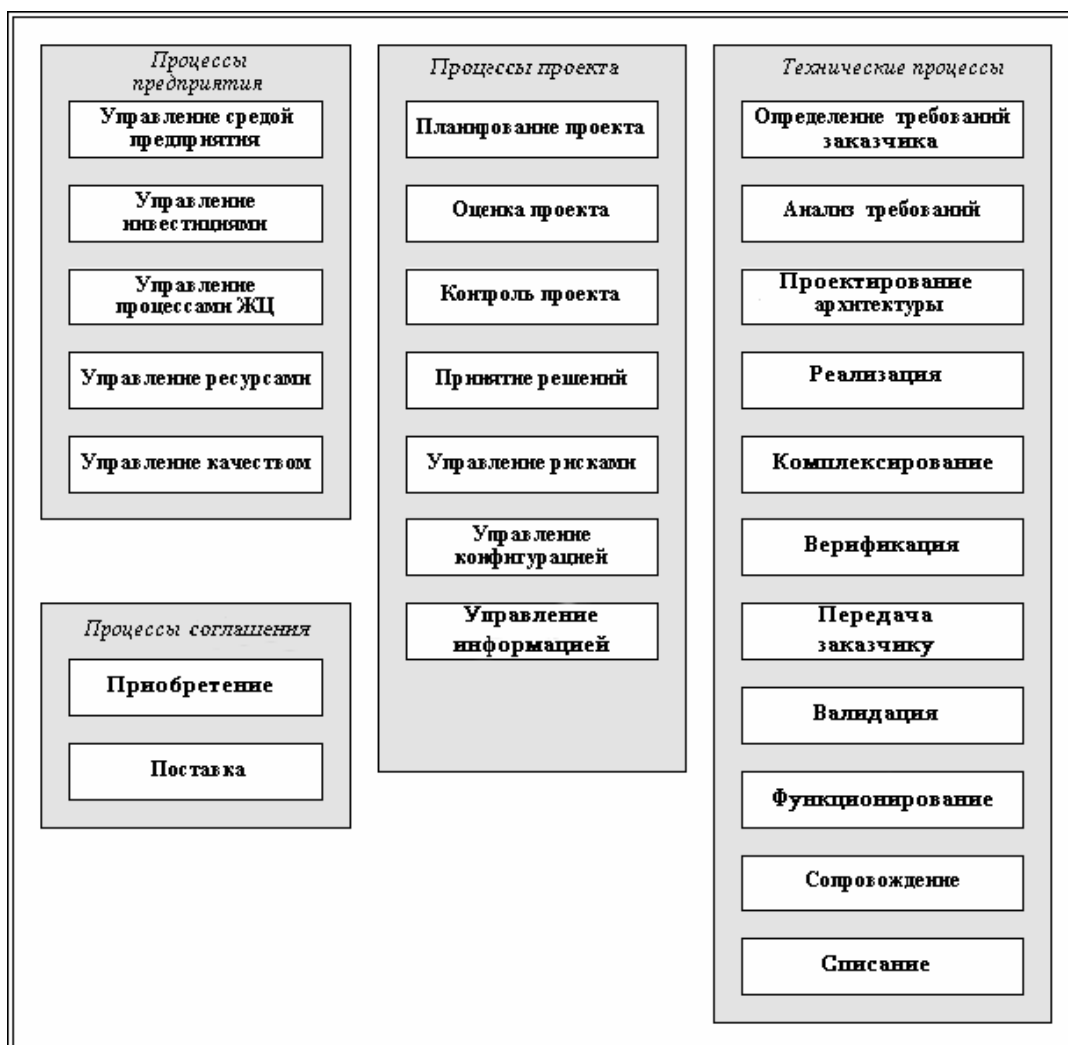 Процессы
предприятия
Управление средой
предприятия
Управление
инвестициями
Управление
процессами ЖЦ
Управление ресурсами
Управление качеством
Процессы соглашения
Приобретение
Поставка
Процессы проекта
Планирование проекта
Оценка проекта
Контроль проекта
Принятие решений
Управление рисками
Управление
конфигурацией
Управление
информацией
Технические процессы
Определение требований
заказчика
Анализ требований
Проектирование
архитектуры
Реализация
Комплексирование
Верификация
Передача
заказчику
Валидация
Функционирование
Сопровождение
Списание